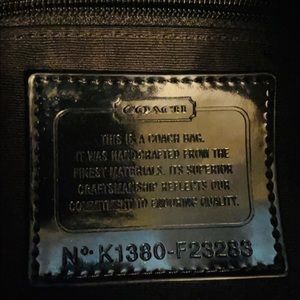 COACH
THIS IS A COACH BAG.
IT WAS HANDCRAFTED FROM THE
FINEST MATERIALS. ITS SUPERIOR
CRAFTSMANSHIP REFLECTS OUR
COMMITMENT TO ENDURING QUALITY.
Nº K1380-F23283